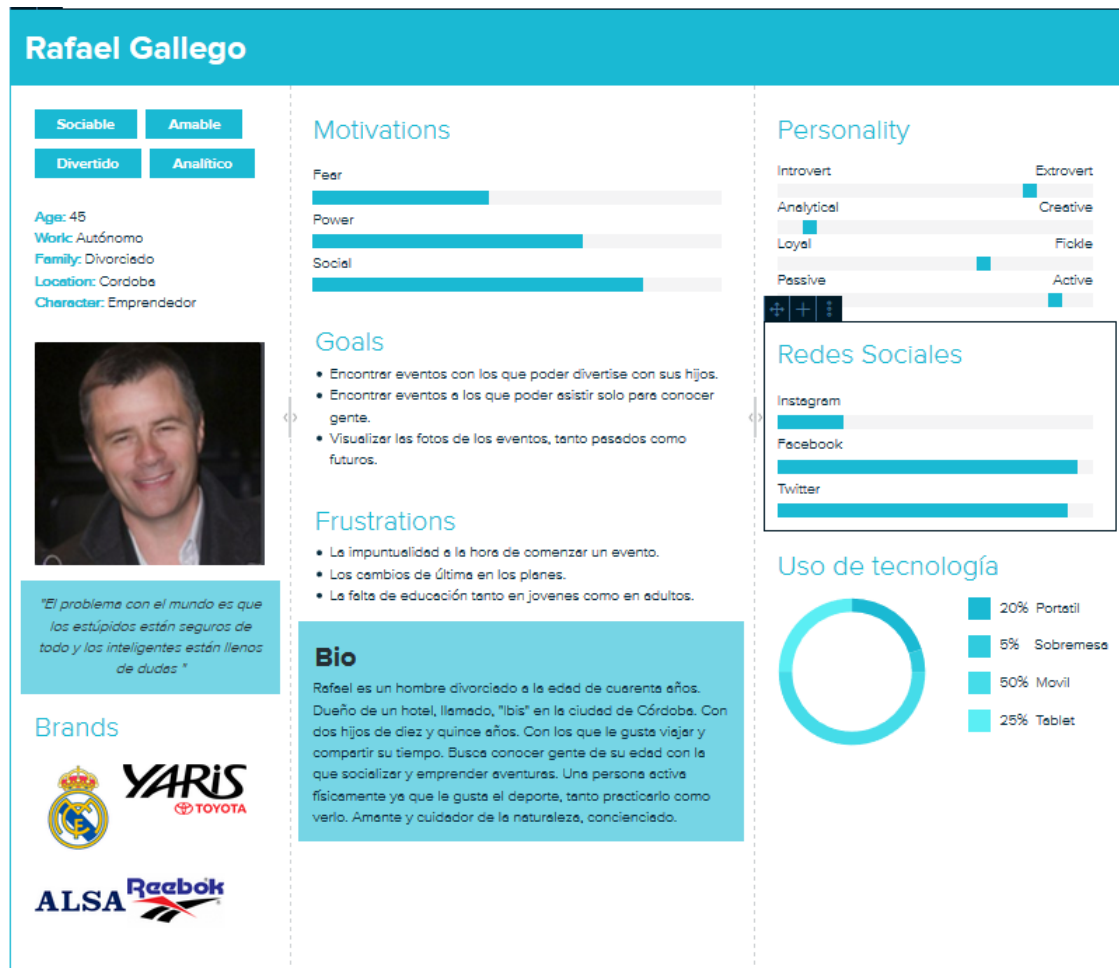 Rafael Gallego
Sociable
Amable
Divertido
Analítico
Age: 45
Work: Autónomo
Family: Divorciado
Location: Cordoba
Character: Emprendedor
"El problema con el mundo es que
los estúpidos están seguros de
todo y los inteligentes están llenos
de dudas "
Brands
YARiS
TOYOTA
ALSA
Reebok
Motivations
Fear
Power
Social
Goals
• Encontrar eventos con los que poder divertise con sus hijos.
• Encontrar eventos a los que poder asistir solo para conocer
gente.
• Visualizar las fotos de los eventos, tanto pasados como
futuros.
Frustrations
• La impuntualidad a la hora de comenzar un evento.
• Los cambios de última en los planes.
• La falta de educación tanto en jovenes como en adultos.
Bio
Rafael es un hombre divorciado a la edad de cuarenta años.
Dueño de un hotel, llamado, "Ibis" en la ciudad de Córdoba. Con
dos hijos de diez y quince años. Con los que le gusta viajar y
compartir su tiempo. Busca conocer gente de su edad con la
que socializar y emprender aventuras. Una persona activa
físicamente ya que le gusta el deporte, tanto practicarlo como
verlo. Amante y cuidador de la naturaleza, concienciado.
Personality
Introvert Extrovert
Analytical Creative
Loyal Fickle
Passive Active
Redes Sociales
Instagram
Facebook
Twitter
Uso de tecnología
20% Portatil
5% Sobremesa
50% Movil
25% Tablet